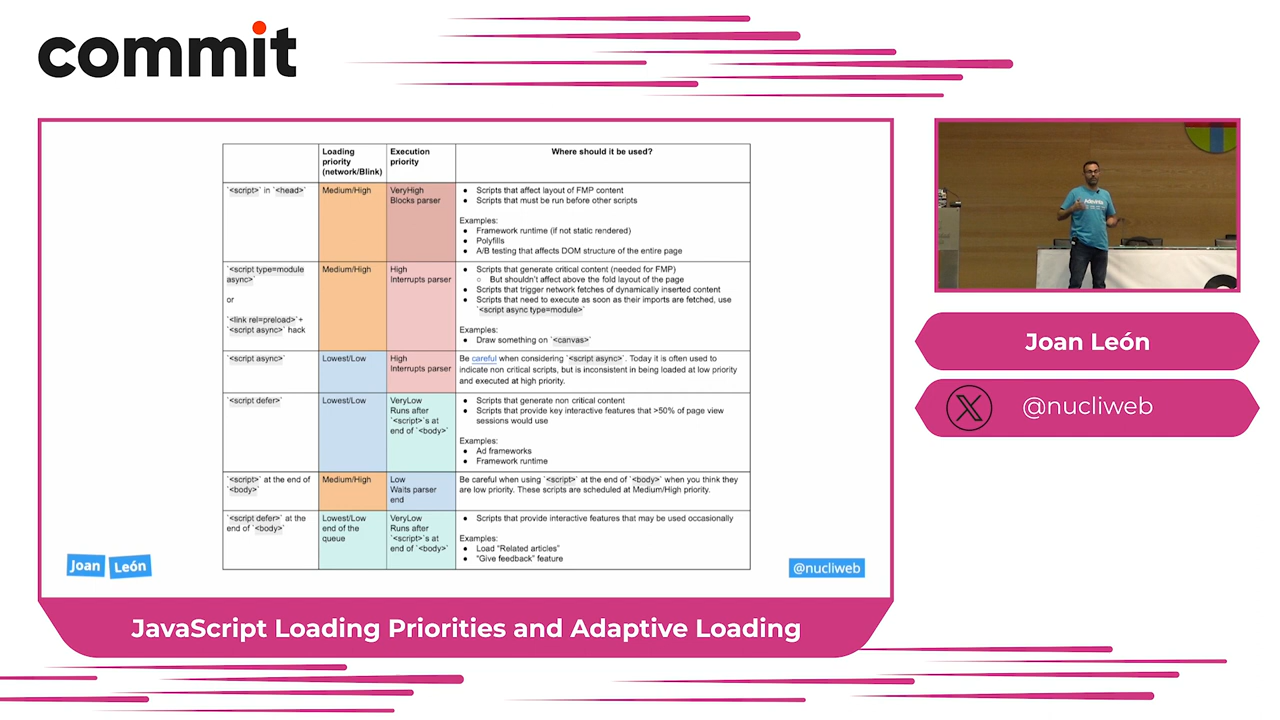 commit
Loading priority (network/Blink)
Execution priority
Where should it be used?
`<script>` in `<head>`
Medium/High
VeryHigh
Blocks parser
● Scripts that affect layout of FMP content
● Scripts that must be run before other scripts
Examples:
● Framework runtime (if not static rendered)
● Polyfills
● A/B testing that affects DOM structure of the entire page
`<script type=module
async>`
or
`<link rel=preload>`+
`<script async>` hack
Medium/High
High
Interrupts parser
● Scripts that generate critical content (needed for FMP)
○ But shouldn't affect above the fold layout of the page
● Scripts that trigger network fetches of dynamically inserted content
● Scripts that need to execute as soon as their imports are fetched, use
`<script async type=module>`
Examples:
● Draw something on `<canvas>`
`<script async>`
Lowest/Low
High
Interrupts parser
Be careful when considering `<script async>`. Today it is often used to
indicate non critical scripts, but is inconsistent in being loaded at low priority
and executed at high priority.
`<script defer>`
Lowest/Low
VeryLow
Runs after
`<script>`s at
end of `<body>`
● Scripts that generate non critical content
● Scripts that provide key interactive features that >50% of page view
sessions would use
Examples:
● Ad frameworks
● Framework runtime
`<script>` at the end of
`<body>`
Medium/High
Low
Waits parser
end
Be careful when using `<script>` at the end of `<body>` when you think they
are low priority. These scripts are scheduled at Medium/High priority.
`<script defer>` at the
end of `<body>`
Lowest/Low
end of the
queue
VeryLow
Runs after
`<script>`s at
end of `<body>`
● Scripts that provide interactive features that may be used occasionally
Examples:
● Load "Related articles"
● "Give feedback" feature
Joan León
@nucliweb
JavaScript Loading Priorities and Adaptive Loading
Adevinta
Joan León
@nucliweb